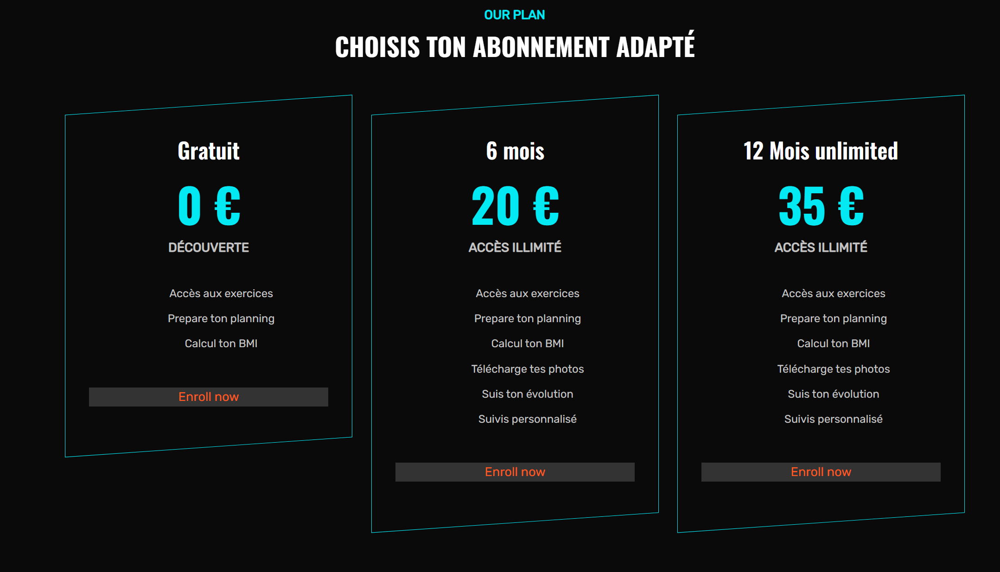 OUR PLAN
CHOISIS TON ABONNEMENT ADAPTÉ
Gratuit
0 €
DÉCOUVERTE
Accès aux exercices
Prepare ton planning
Calcul ton BMI
Enroll now
6 mois
20 €
ACCÈS ILLIMITÉ
Accès aux exercices
Prepare ton planning
Calcul ton BMI
Télécharge tes photos
Suis ton évolution
Suivis personnalisé
Enroll now
12 Mois unlimited
35 €
ACCÈS ILLIMITÉ
Accès aux exercices
Prepare ton planning
Calcul ton BMI
Télécharge tes photos
Suis ton évolution
Suivis personnalisé
Enroll now